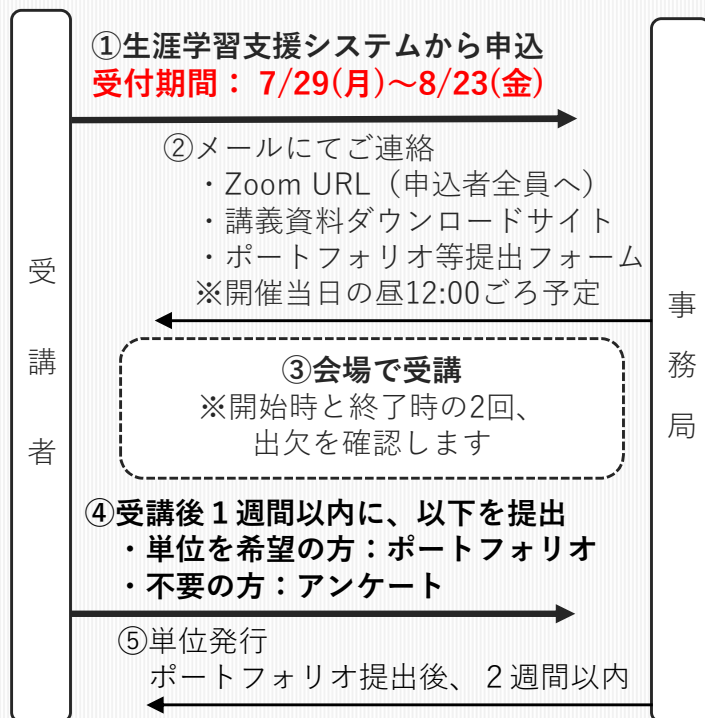 ①生涯学習支援システムから申込
受付期間： 7/29(月)～8/23(金)
②メールにてご連絡
・Zoom URL（申込者全員へ）
・講義資料ダウンロードサイト
・ポートフォリオ等提出フォーム
※開催当日の昼12:00ごろ予定
受講者
事務局
③会場で受講
※開始時と終了時の2回、
出欠を確認します
④受講後１週間以内に、以下を提出
・単位を希望の方：ポートフォリオ
・不要の方：アンケート
⑤単位発行
ポートフォリオ提出後、２週間以内